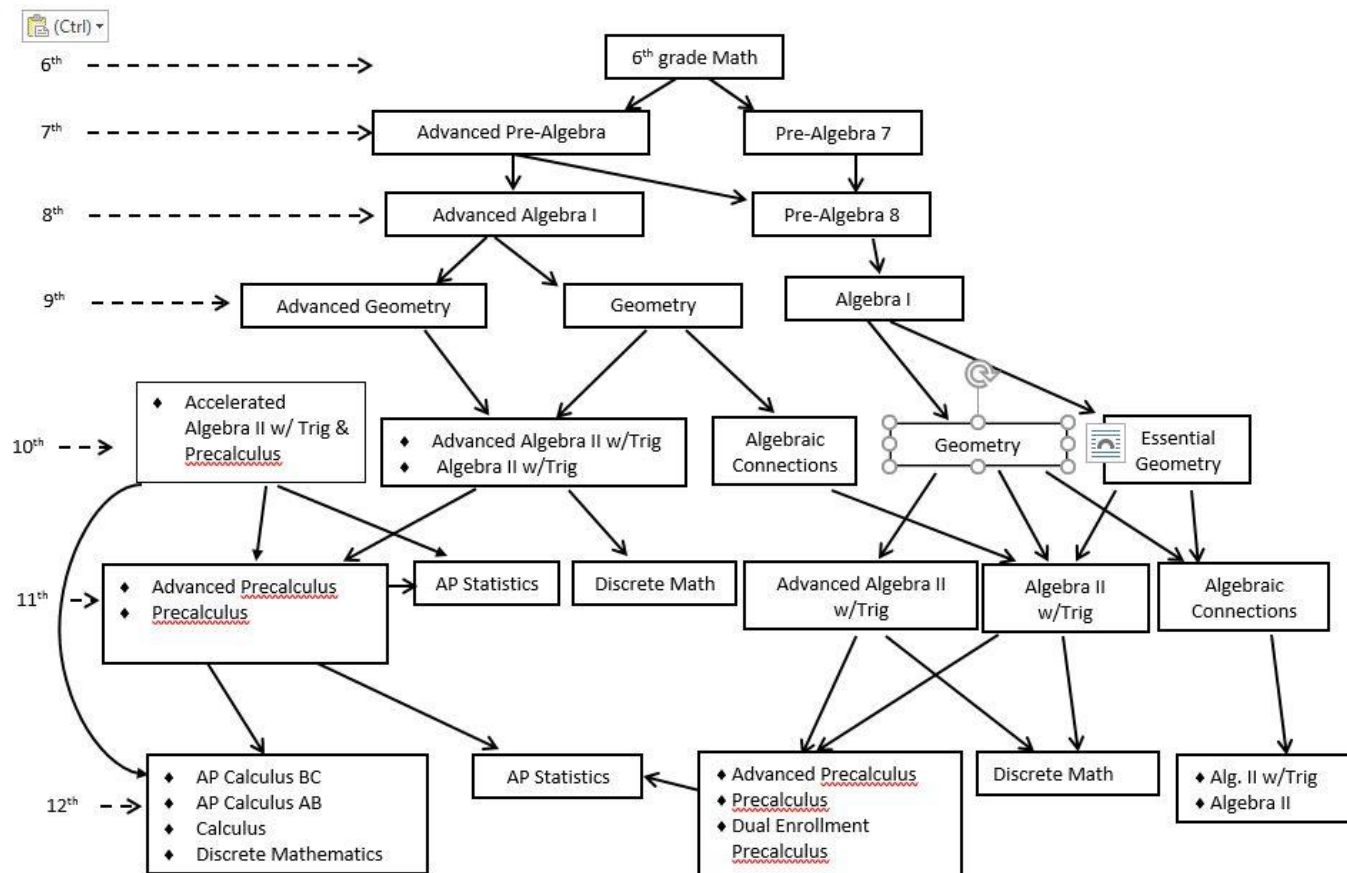 (Ctrl)
6th
6th grade Math
7th
Advanced Pre-Algebra
Pre-Algebra 7
8th
Advanced Algebra I
Pre-Algebra 8
9th
Advanced Geometry
Geometry
Algebra I
10th
♦ Accelerated
Algebra II w/ Trig &
Precalculus
♦ Advanced Algebra II w/Trig
♦ Algebra II w/Trig
Algebraic
Connections
Geometry
Essential
Geometry
11th
♦ Advanced Precalculus
♦ Precalculus
AP Statistics
Discrete Math
Advanced Algebra II
w/Trig
Algebra II
w/Trig
Algebraic
Connections
12th
♦ AP Calculus BC
♦ AP Calculus AB
♦ Calculus
♦ Discrete Mathematics
AP Statistics
♦ Advanced Precalculus
♦ Precalculus
♦ Dual Enrollment
Precalculus
Discrete Math
♦ Alg. II w/Trig
♦ Algebra II